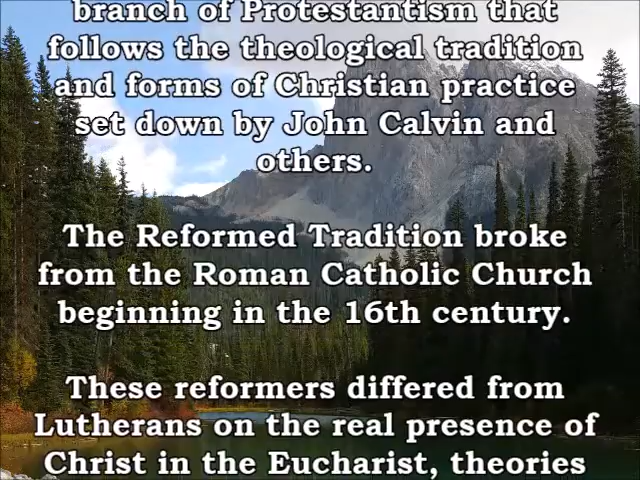 branch of Protestantism that
follows the theological tradition
and forms of Christian practice
set down by John Calvin and
others.
The Reformed Tradition broke
from the Roman Catholic Church
beginning in the 16th century.
These reformers differed from
Lutherans on the real presence of
Christ in the Eucharist, theories